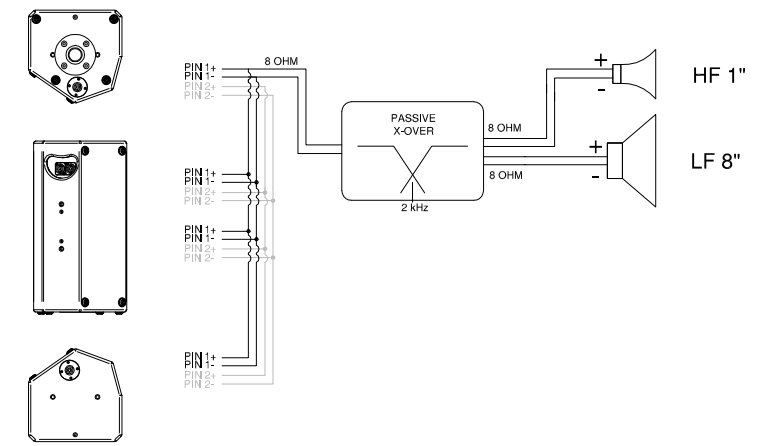 PIN 1+
PIN 1-
PIN 2+
PIN 2-
8 OHM
PASSIVE
X-OVER
2 kHz
8 OHM
8 OHM
+
-
HF 1"
+
-
LF 8"
PIN 1+
PIN 1-
PIN 2+
PIN 2-
PIN 1+
PIN 1-
PIN 2+
PIN 2-
PIN 1+
PIN 1-
PIN 2+
PIN 2-